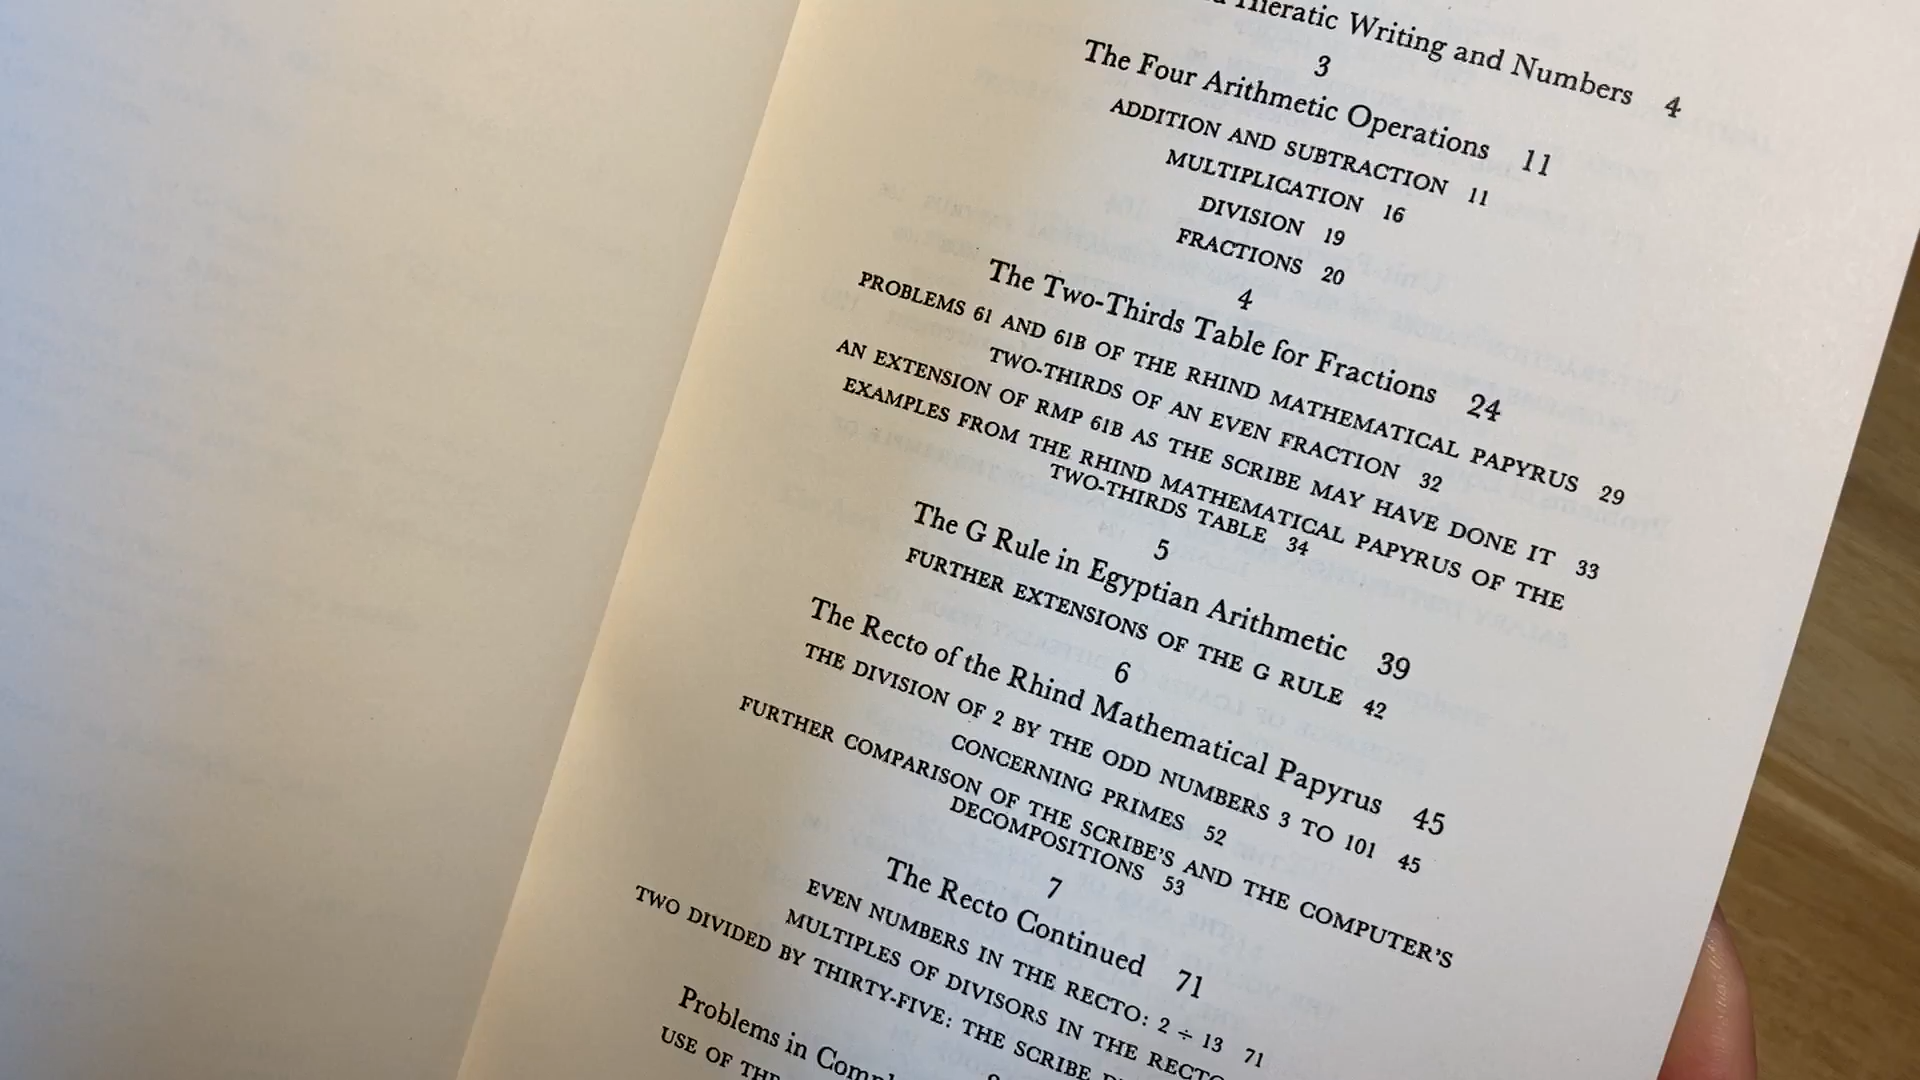 Hieratic Writing and Numbers 4
3
The Four Arithmetic Operations 11
ADDITION AND SUBTRACTION 11
MULTIPLICATION 16
DIVISION 19
FRACTIONS 20
4
The Two-Thirds Table for Fractions 24
PROBLEMS 61 AND 61B OF THE RHIND MATHEMATICAL PAPYRUS 29
TWO-THIRDS OF AN EVEN FRACTION 32
AN EXTENSION OF RMP 61B AS THE SCRIBE MAY HAVE DONE IT 33
EXAMPLES FROM THE RHIND MATHEMATICAL PAPYRUS OF THE
TWO-THIRDS TABLE 34
5
The G Rule in Egyptian Arithmetic 39
FURTHER EXTENSIONS OF THE G RULE 42
6
The Recto of the Rhind Mathematical Papyrus 45
THE DIVISION OF 2 BY THE ODD NUMBERS 3 TO 101 45
CONCERNING PRIMES 52
FURTHER COMPARISON OF THE SCRIBE'S AND THE COMPUTER'S
DECOMPOSITIONS 53
7
The Recto Continued 71
EVEN NUMBERS IN THE RECTO: 2 ÷ 13 71
MULTIPLES OF DIVISORS IN THE RECTO
TWO DIVIDED BY THIRTY-FIVE: THE SCRIBE
Problems in
USE OF THE